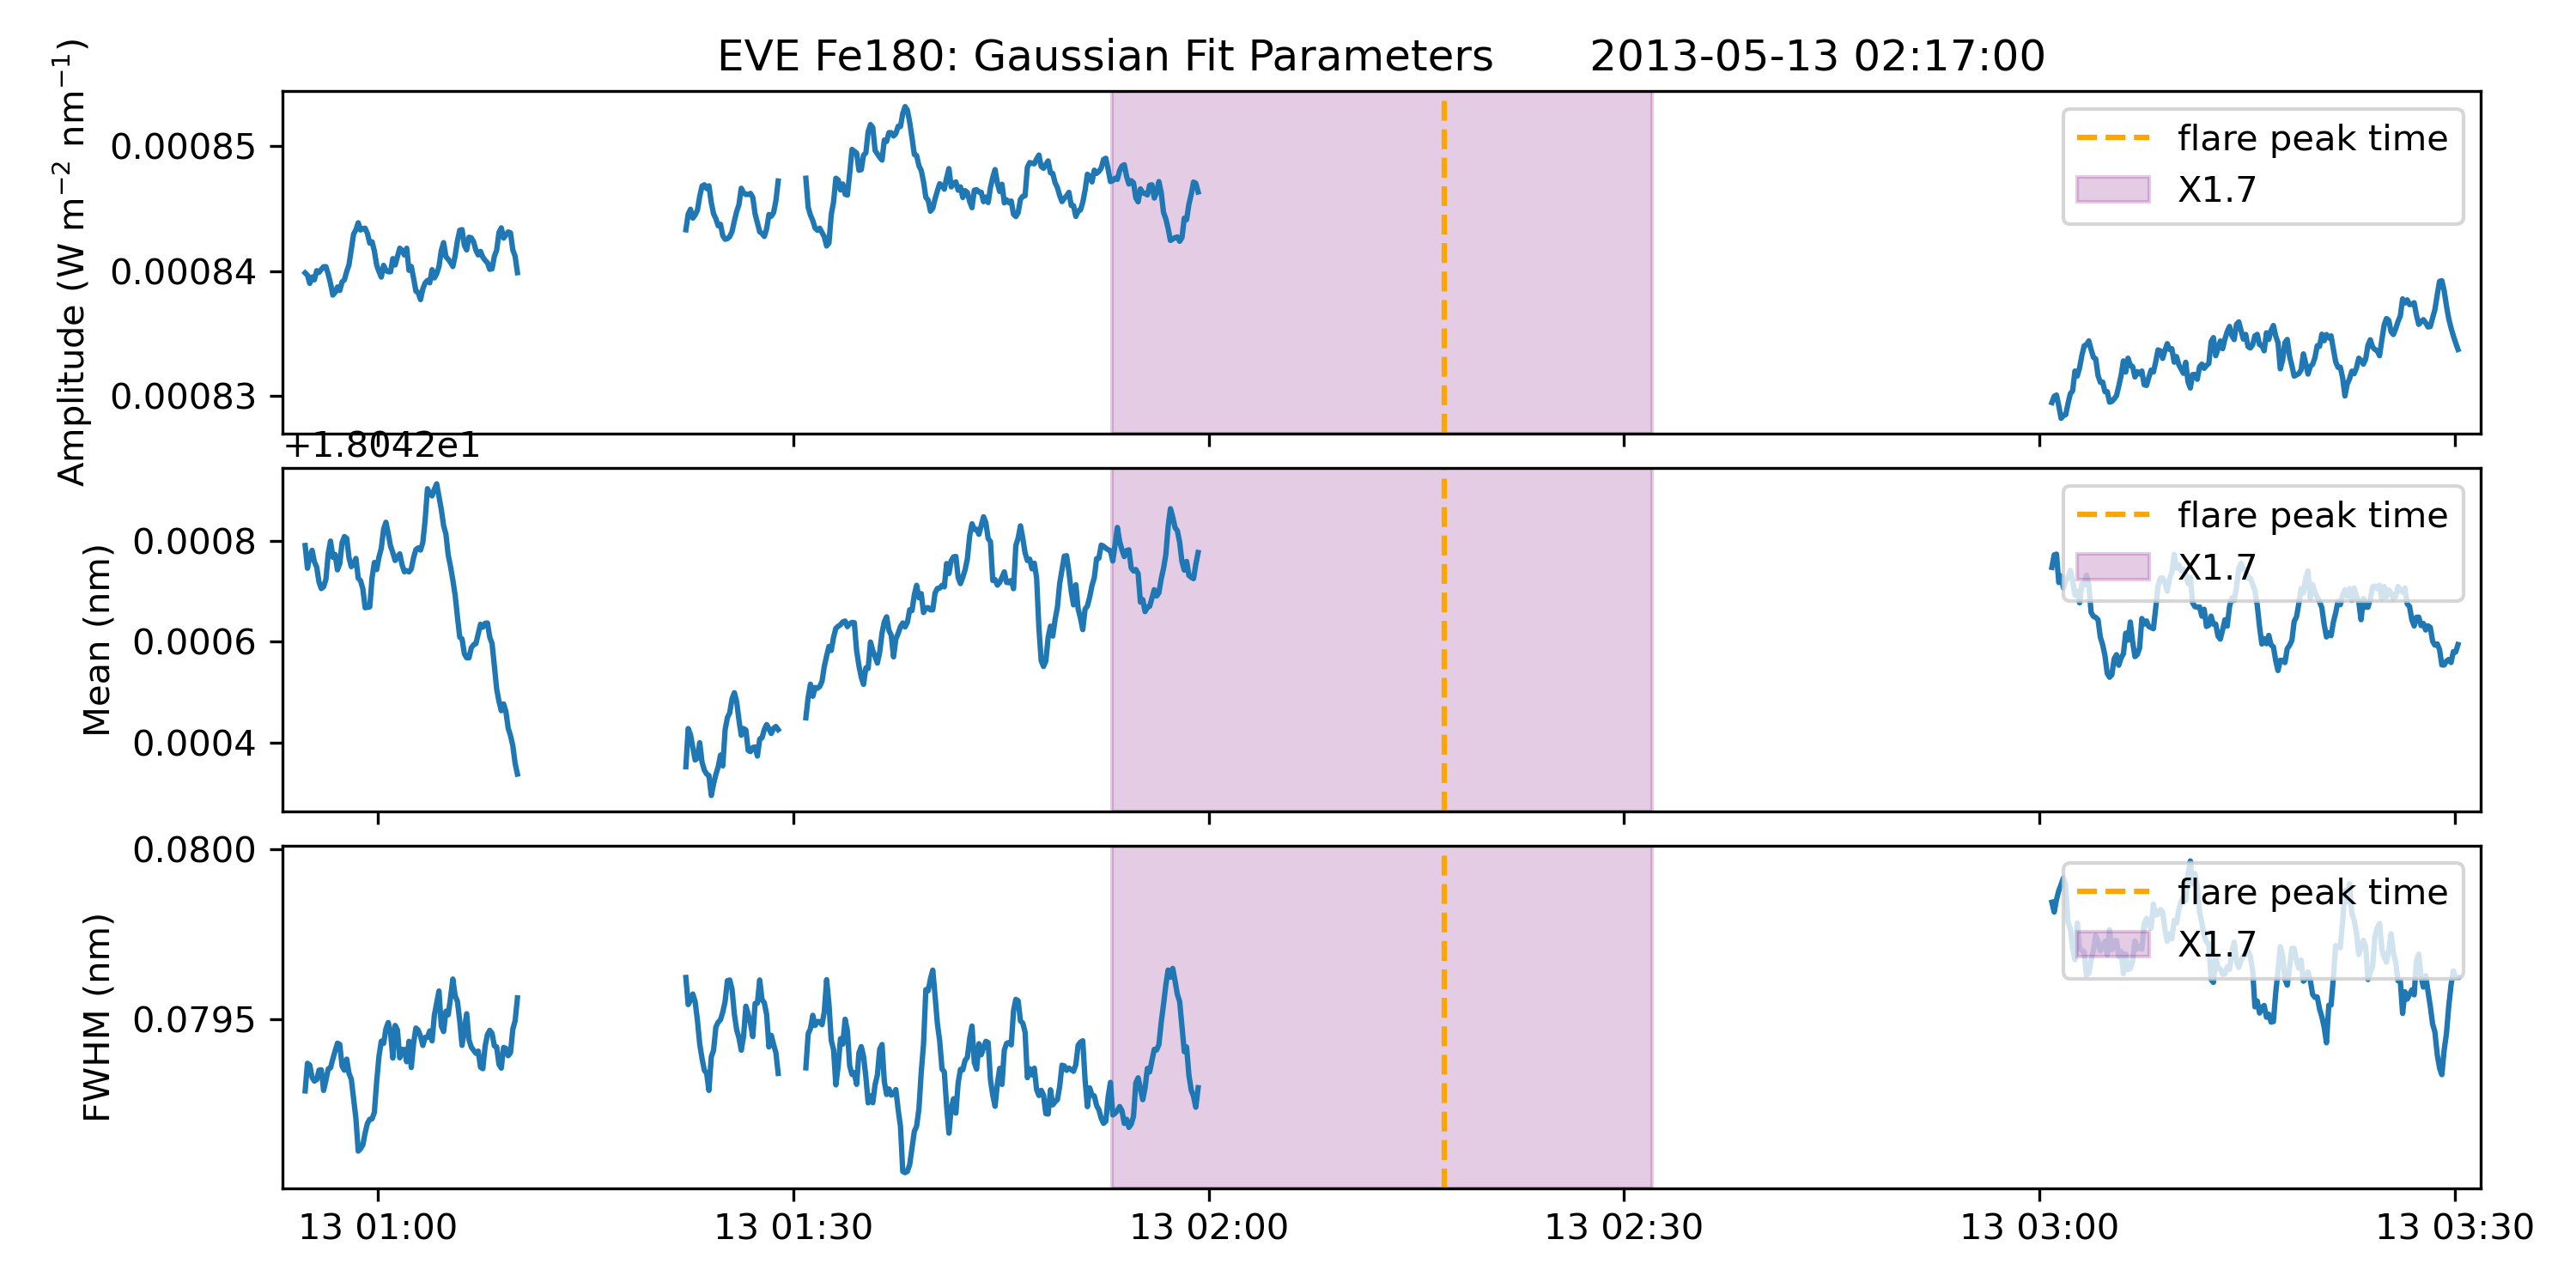 EVE Fe180: Gaussian Fit Parameters 2013-05-13 02:17:00
Amplitude (W m⁻² nm⁻¹)
0.00085
0.00084
0.00083
flare peak time
X1.7
+1.8042e1
Mean (nm)
0.0008
0.0006
0.0004
flare peak time
X1.7
FWHM (nm)
0.0800
0.0795
flare peak time
X1.7
13 01:00 13 01:30 13 02:00 13 02:30 13 03:00 13 03:30